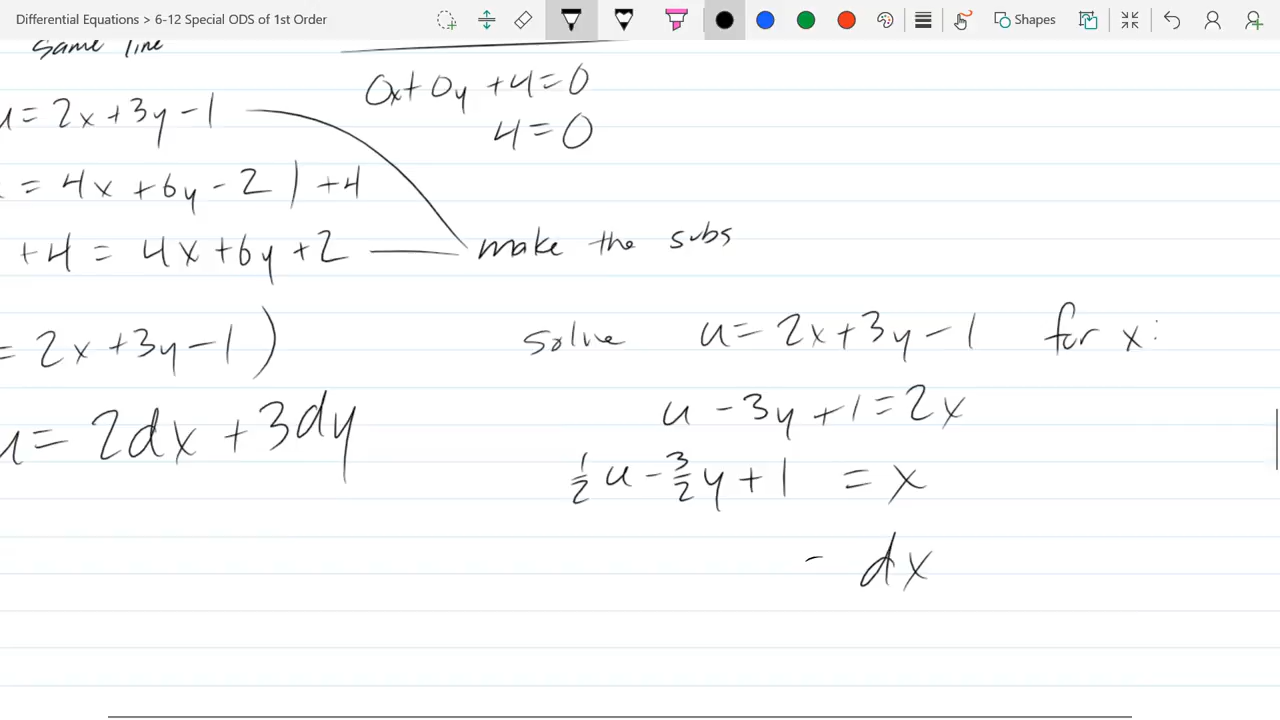 Differential Equations > 6-12 Special ODS of 1st Order
Shapes
same line
0x+0y+4=0
4=0
u=2x+3y-1
= 4x+6y-2) +4
+4 = 4x+6y+2
make the subs
= 2x+3y-1)
u= 2dx+3dy
solve u=2x+3y-1 for x:
u-3y+1=2x
1/2 u - 3/2 y + 1 = x
- dx